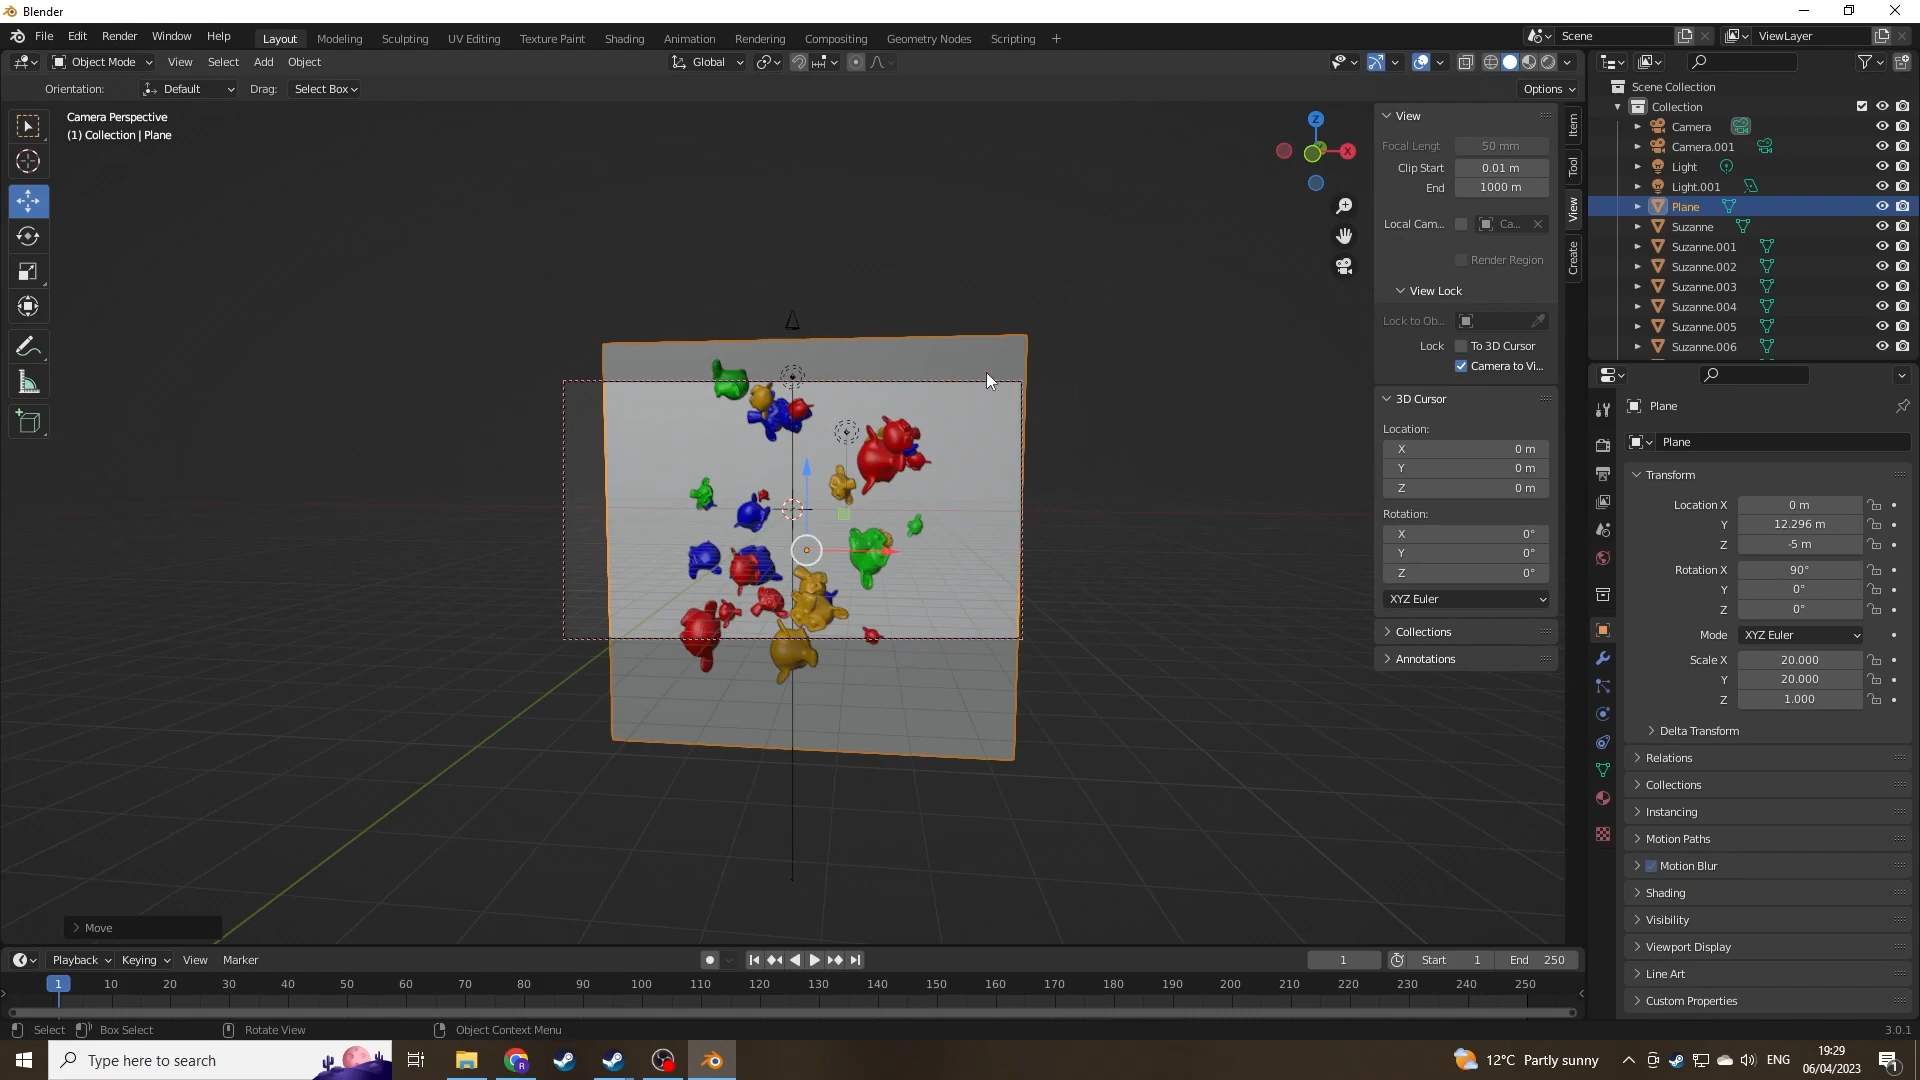 Blender
File Edit Render Window Help
Layout Modeling Sculpting UV Editing Texture Paint Shading Animation Rendering Compositing Geometry Nodes Scripting +
Scene
ViewLayer
Object Mode View Select Add Object
Global
Orientation: Default Drag: Select Box
Options
Camera Perspective
(1) Collection | Plane
Z
X
View
Focal Lengt 50 mm
Clip Start 0.01 m
End 1000 m
Local Cam... Ca...
Render Region
View Lock
Lock to Ob...
Lock To 3D Cursor
Camera to Vi...
3D Cursor
Location:
X 0 m
Y 0 m
Z 0 m
Rotation:
X 0°
Y 0°
Z 0°
XYZ Euler
Collections
Annotations
Item
Tool
View
Create
Scene Collection
Collection
Camera
Camera.001
Light
Light.001
Plane
Suzanne
Suzanne.001
Suzanne.002
Suzanne.003
Suzanne.004
Suzanne.005
Suzanne.006
Plane
Plane
Transform
Location X 0 m
Y 12.296 m
Z -5 m
Rotation X 90°
Y 0°
Z 0°
Mode XYZ Euler
Scale X 20.000
Y 20.000
Z 1.000
Delta Transform
Relations
Collections
Instancing
Motion Paths
Motion Blur
Shading
Visibility
Viewport Display
Line Art
Custom Properties
Move
Playback Keying View Marker
1 Start 1 End 250
1 10 20 30 40 50 60 70 80 90 100 110 120 130 140 150 160 170 180 190 200 210 220 230 240 250
Select Box Select Rotate View Object Context Menu
3.0.1
Type here to search
12°C Partly sunny
ENG
19:29
06/04/2023
1